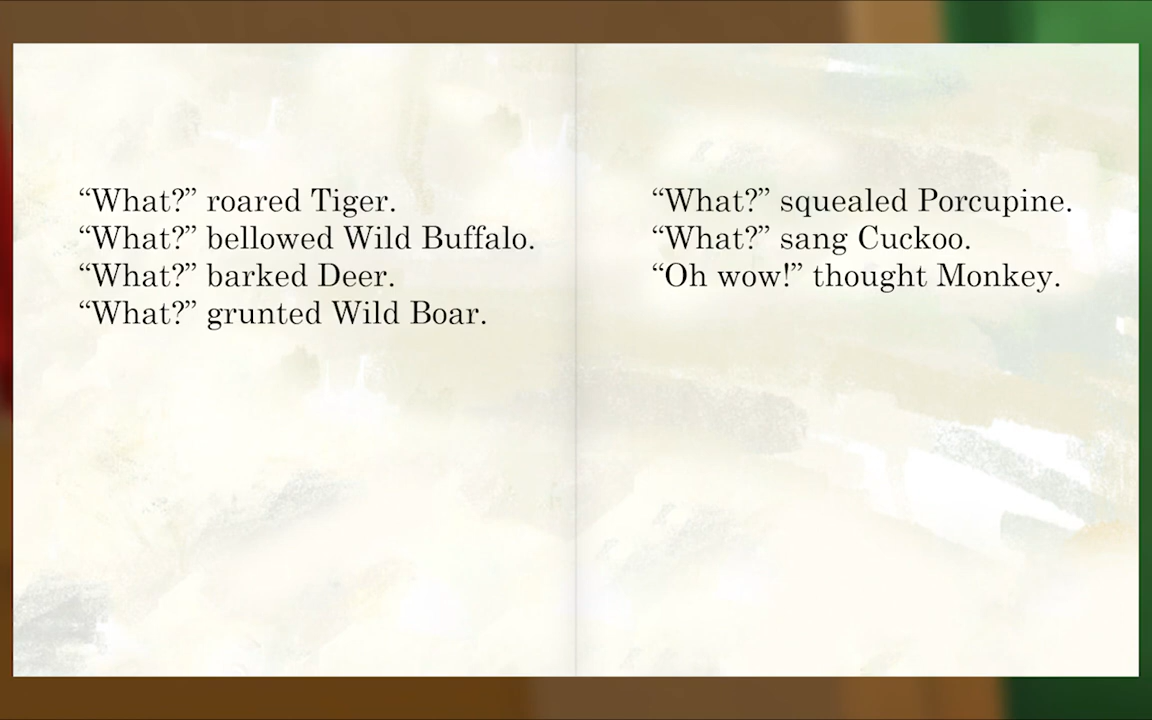 “What?” roared Tiger.
“What?” bellowed Wild Buffalo.
“What?” barked Deer.
“What?” grunted Wild Boar.
“What?” squealed Porcupine.
“What?” sang Cuckoo.
“Oh wow!” thought Monkey.